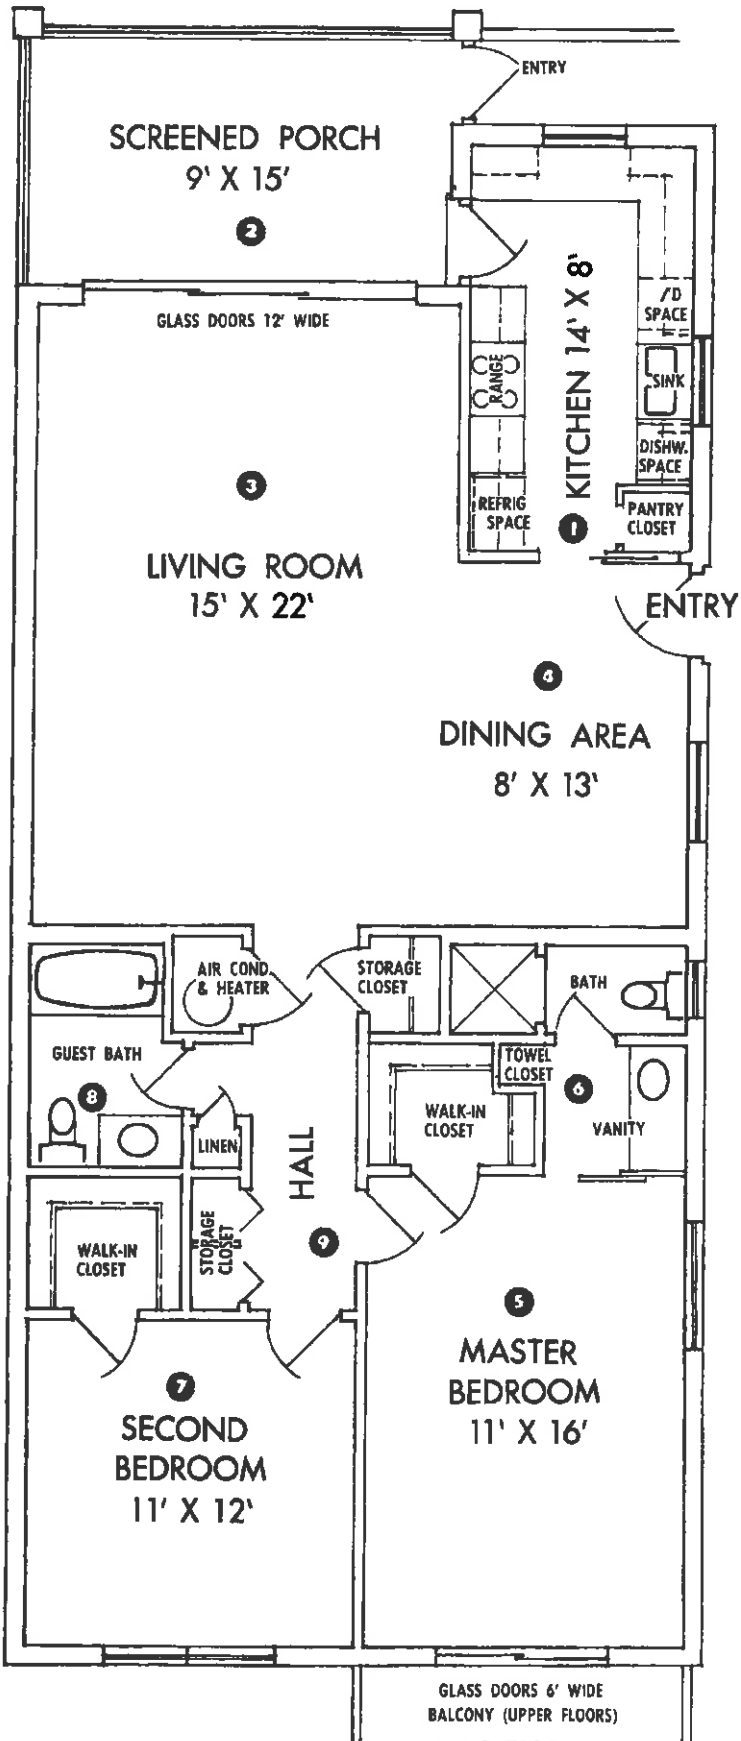 ENTRY
SCREENED PORCH
9' X 15'
2
GLASS DOORS 12' WIDE
KITCHEN 14' X 8'
/D
SPACE
RANGE
SINK
DISHW.
SPACE
REFRIG
SPACE
PANTRY
CLOSET
1
3
LIVING ROOM
15' X 22'
ENTRY
4
DINING AREA
8' X 13'
AIR COND
& HEATER
STORAGE
CLOSET
BATH
GUEST BATH
8
TOWEL
CLOSET
6
WALK-IN
CLOSET
VANITY
LINEN
HALL
9
STORAGE
CLOSET
WALK-IN
CLOSET
5
MASTER
BEDROOM
11' X 16'
7
SECOND
BEDROOM
11' X 12'
GLASS DOORS 6' WIDE
BALCONY (UPPER FLOORS)